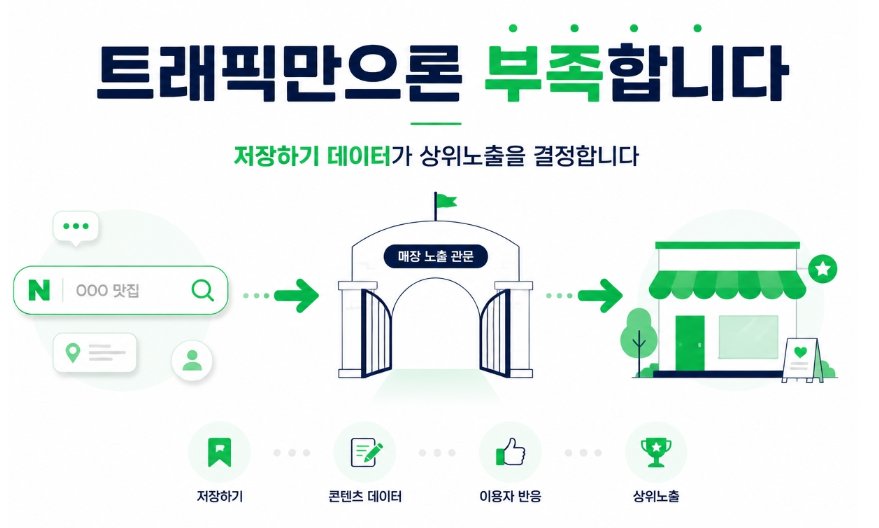 트래픽만으론 부족합니다
저장하기 데이터가 상위노출을 결정합니다
매장 노출 관문
N OOO 맛집
저장하기
콘텐츠 데이터
이용자 반응
상위노출